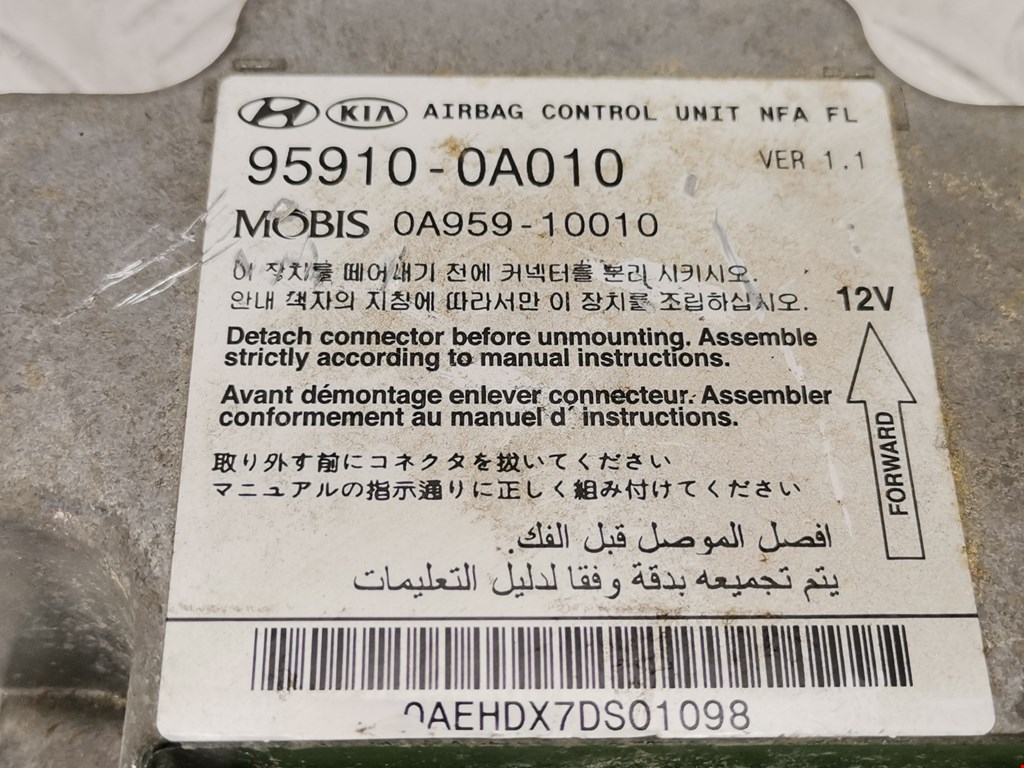 KIA AIRBAG CONTROL UNIT NFA FL
95910-0A010 VER 1.1
MOBIS 0A959-10010
이 장치를 떼어내기 전에 커넥터를 분리 시키시오.
안내 책자의 지침에 따라서만 이 장치를 조립하십시오.
12V
Detach connector before unmounting. Assemble
strictly according to manual instructions.
Avant démontage enlever connecteur. Assembler
conformement au manuel d´instructions.
FORWARD
取り外す前にコネクタを抜いてください
マニュアルの指示通りに正しく組み付けてください
افصل الموصل قبل الفك.
يتم تجميعه بدقة وفقا لدليل التعليمات
0AEHDX7DS01098